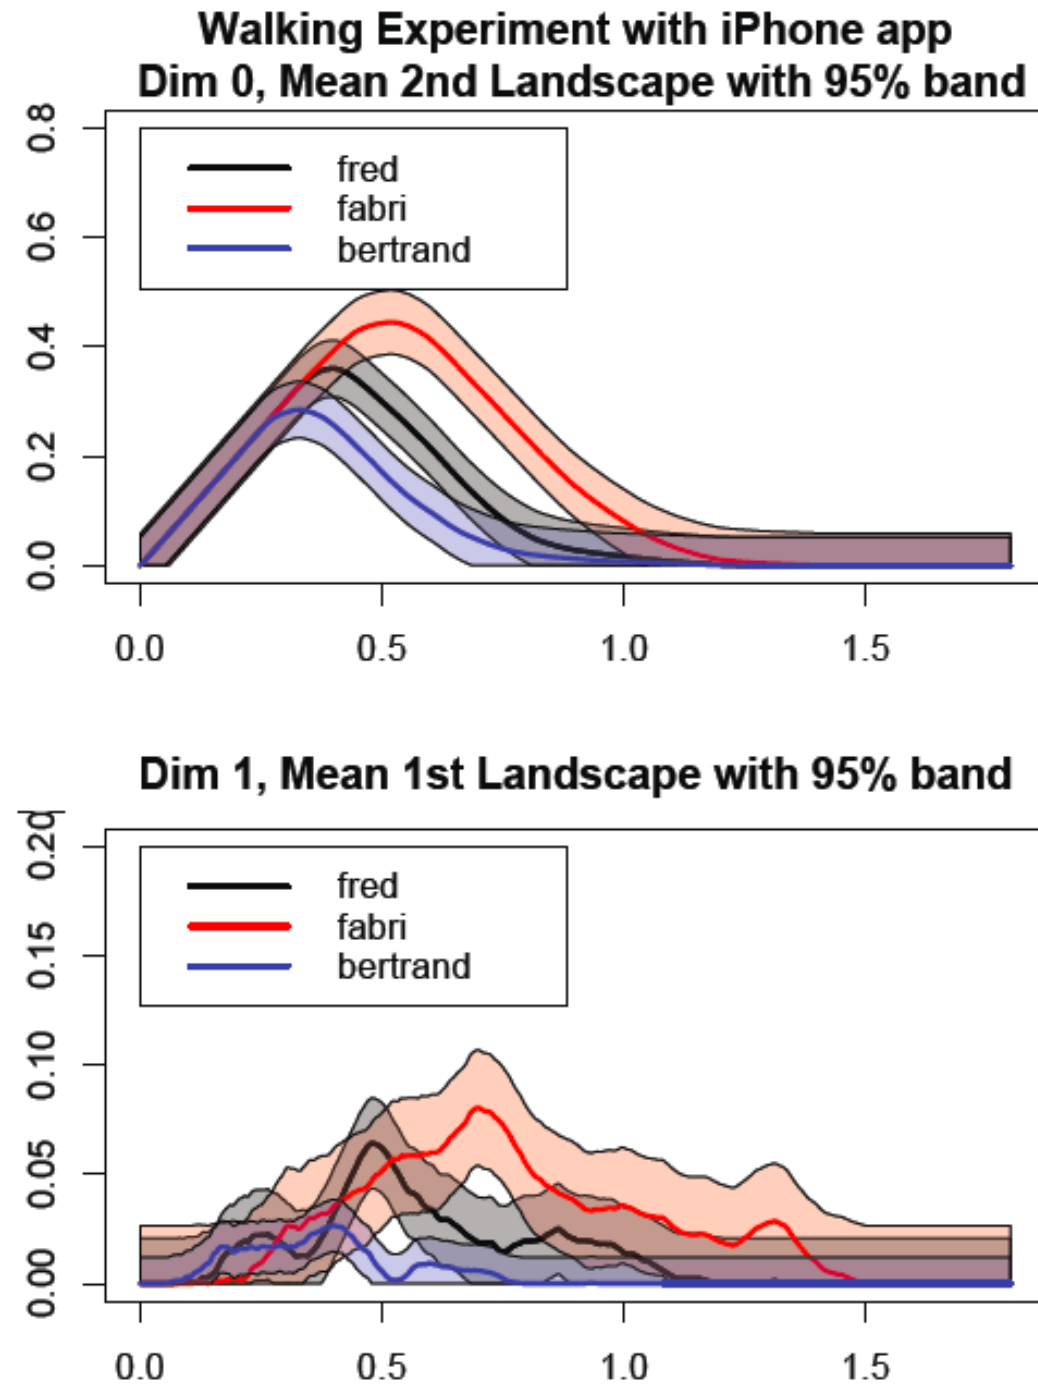 Walking Experiment with iPhone app
Dim 0, Mean 2nd Landscape with 95% band
0.8
0.6
0.4
0.2
0.0
fred
fabri
bertrand
0.0 0.5 1.0 1.5
Dim 1, Mean 1st Landscape with 95% band
0.20
0.15
0.10
0.05
0.00
fred
fabri
bertrand
0.0 0.5 1.0 1.5